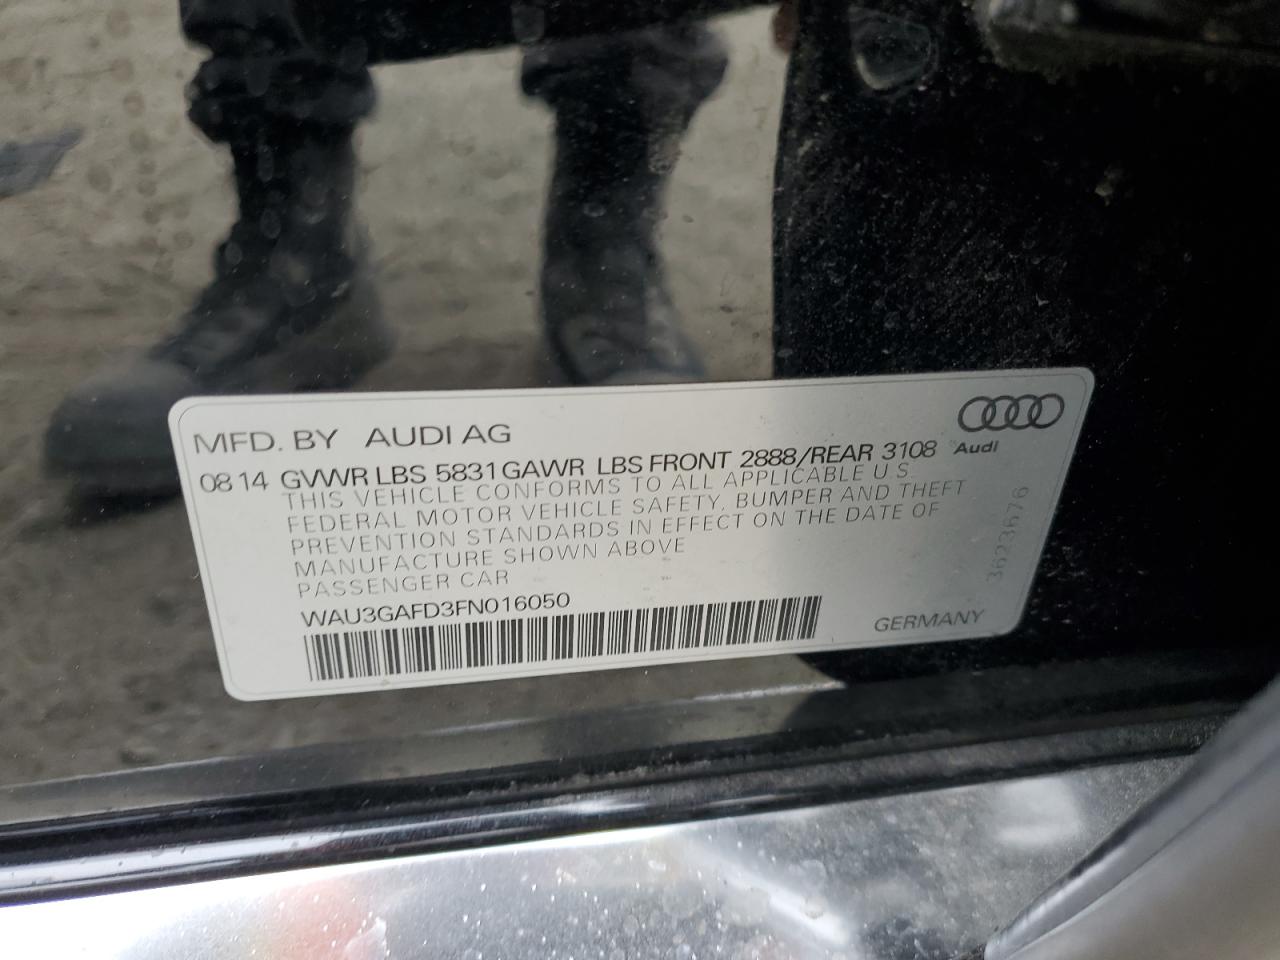 MFD. BY AUDI AG
08 14 GVWR LBS 5831 GAWR LBS FRONT 2888/REAR 3108
Audi
THIS VEHICLE CONFORMS TO ALL APPLICABLE U.S.
FEDERAL MOTOR VEHICLE SAFETY, BUMPER AND THEFT
PREVENTION STANDARDS IN EFFECT ON THE DATE OF
MANUFACTURE SHOWN ABOVE
PASSENGER CAR
WAU3GAFD3FN016050
GERMANY
3623676